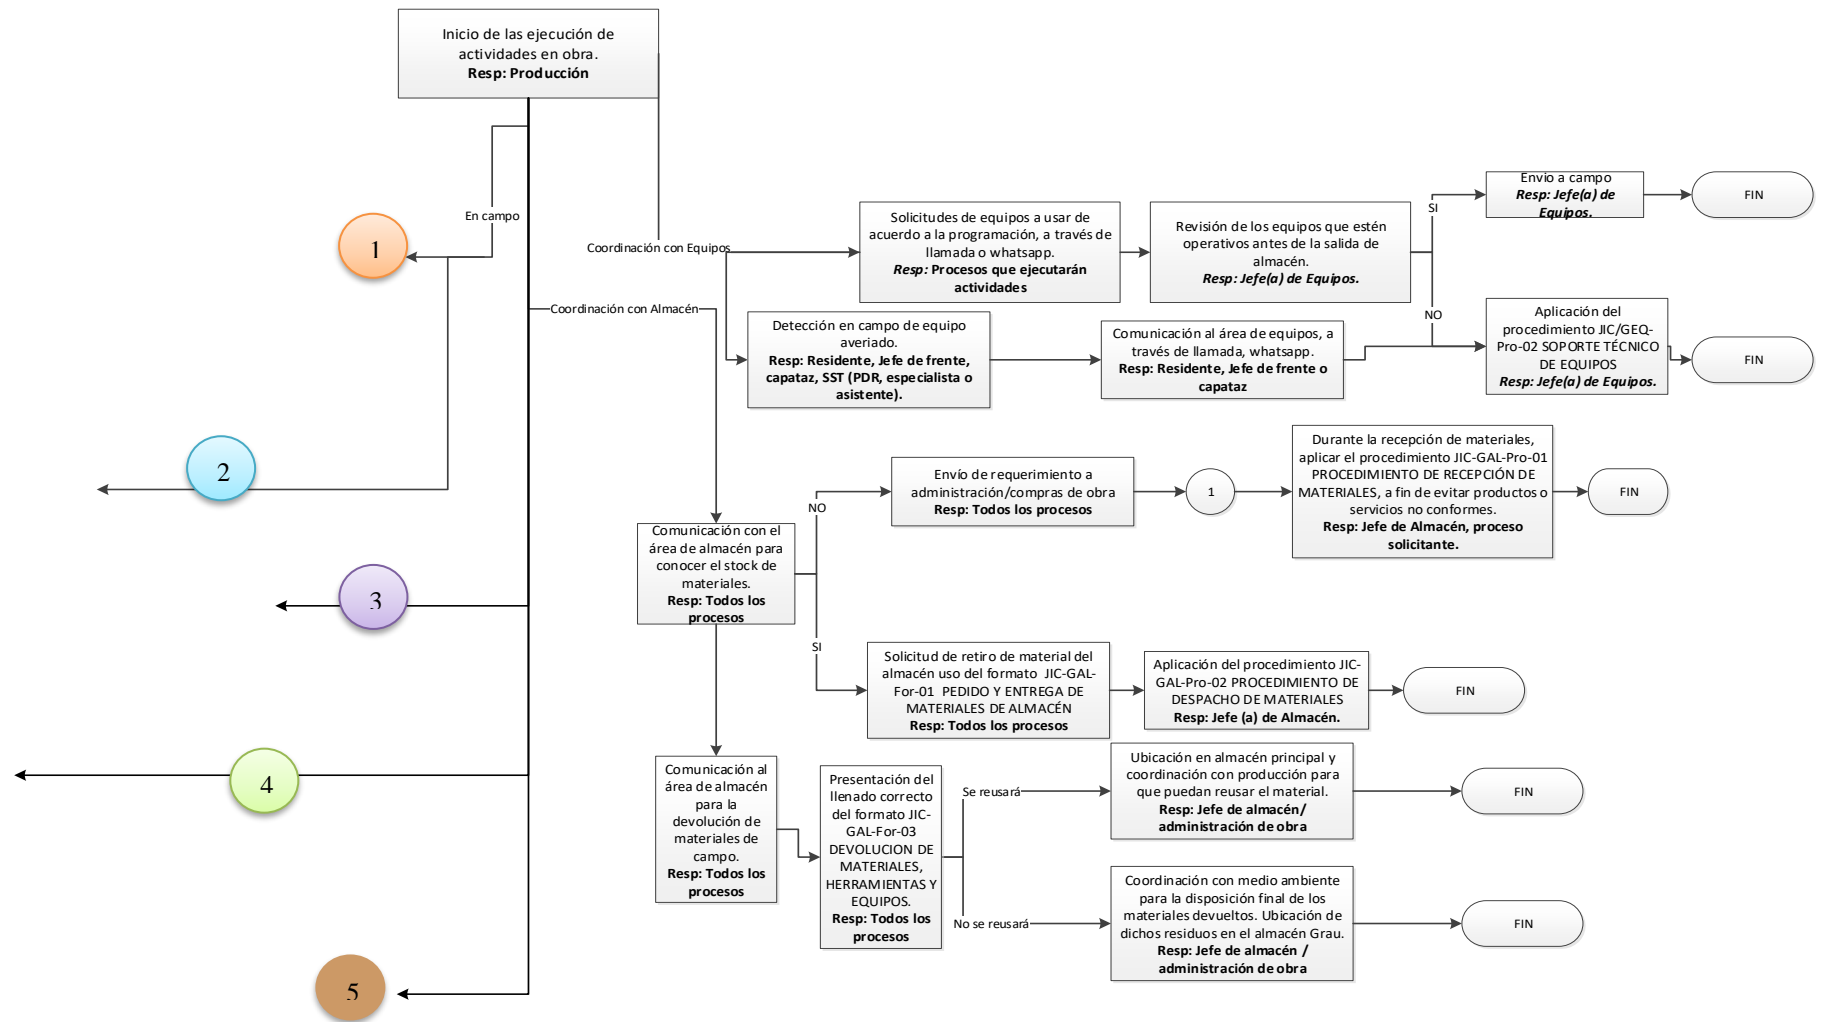 Inicio de las ejecución de
actividades en obra.
Resp: Producción
En campo
1
Coordinación con Equipos
Solicitudes de equipos a usar de
acuerdo a la programación, a través de
llamada o whatsapp.
Resp: Procesos que ejecutarán
actividades
Revisión de los equipos que estén
operativos antes de la salida de
almacén.
Resp: Jefe(a) de Equipos.
SI
Envio a campo
Resp: Jefe(a) de
Equipos.
FIN
NO
Coordinación con Almacén
Detección en campo de equipo
averiado.
Resp: Residente, Jefe de frente,
capataz, SST (PDR, especialista o
asistente).
Comunicación al área de equipos, a
través de llamada, whatsapp.
Resp: Residente, Jefe de frente o
capataz
Aplicación del
procedimiento JIC/GEQ-
Pro-02 SOPORTE TÉCNICO
DE EQUIPOS
Resp: Jefe(a) de Equipos.
FIN
2
NO
Envío de requerimiento a
administración/compras de obra
Resp: Todos los procesos
1
Durante la recepción de materiales,
aplicar el procedimiento JIC-GAL-Pro-01
PROCEDIMIENTO DE RECEPCIÓN DE
MATERIALES, a fin de evitar productos o
servicios no conformes.
Resp: Jefe de Almacén, proceso
solicitante.
FIN
Comunicación con el
área de almacén para
conocer el stock de
materiales.
Resp: Todos los
procesos
3
SI
Solicitud de retiro de material del
almacén uso del formato JIC-GAL-
For-01 PEDIDO Y ENTREGA DE
MATERIALES DE ALMACÉN
Resp: Todos los procesos
Aplicación del procedimiento JIC-
GAL-Pro-02 PROCEDIMIENTO DE
DESPACHO DE MATERIALES
Resp: Jefe (a) de Almacén.
FIN
4
Comunicación al
área de almacén
para la
devolución de
materiales de
campo.
Resp: Todos los
procesos
Presentación del
llenado correcto
del formato JIC-
GAL-For-03
DEVOLUCION DE
MATERIALES,
HERRAMIENTAS Y
EQUIPOS.
Resp: Todos los
procesos
Se reusará
Ubicación en almacén principal y
coordinación con producción para
que puedan reusar el material.
Resp: Jefe de almacén/
administración de obra
FIN
No se reusará
Coordinación con medio ambiente
para la disposición final de los
materiales devueltos. Ubicación de
dichos residuos en el almacén Grau.
Resp: Jefe de almacén /
administración de obra
FIN
5